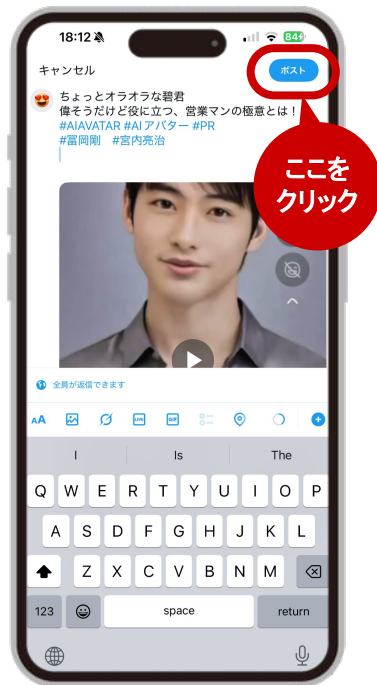 18:12
84
キャンセル
ポスト
ちょっとオラオラな碧君
偉そうだけど役に立つ、営業マンの極意とは！
#AIAVATAR #AIアバター #PR
#冨岡剛 #宮内亮治
ここを
クリック
全員が返信できます
AA
LIVE
GIF
I Is The
Q W E R T Y U I O P
A S D F G H J K L
Z X C V B N M
123 space return